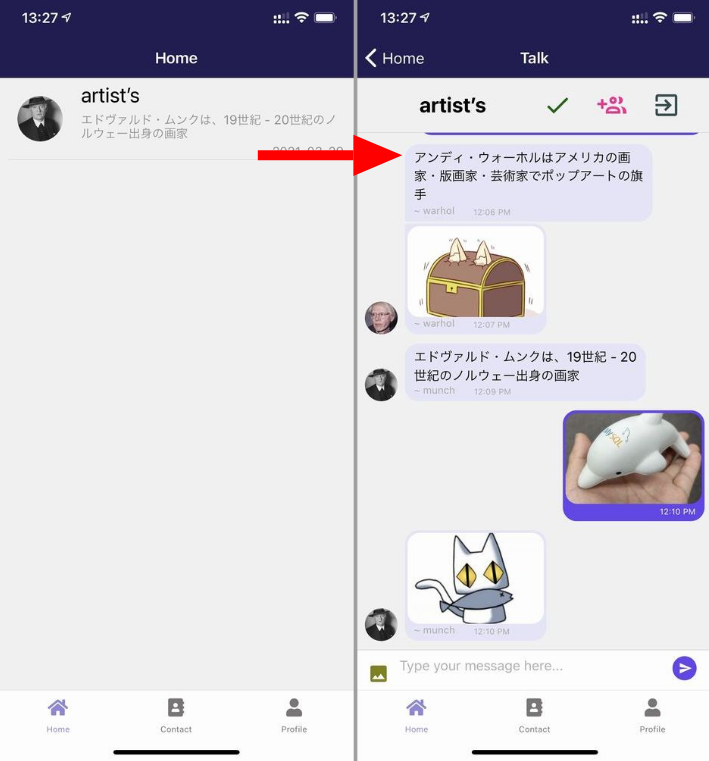 13:27
Home
artist's
エドヴァルド・ムンクは、19世紀 - 20世紀のノ
ルウェー出身の画家
Home
Contact
Profile
13:27
Home
Talk
artist's
アンディ・ウォーホルはアメリカの画
家・版画家・芸術家でポップアートの旗
手
~ warhol 12:06 PM
~ warhol 12:07 PM
エドヴァルド・ムンクは、19世紀 - 20
世紀のノルウェー出身の画家
~ munch 12:09 PM
MySQL
12:10 PM
~ munch 12:10 PM
Type your message here...
Home
Contact
Profile